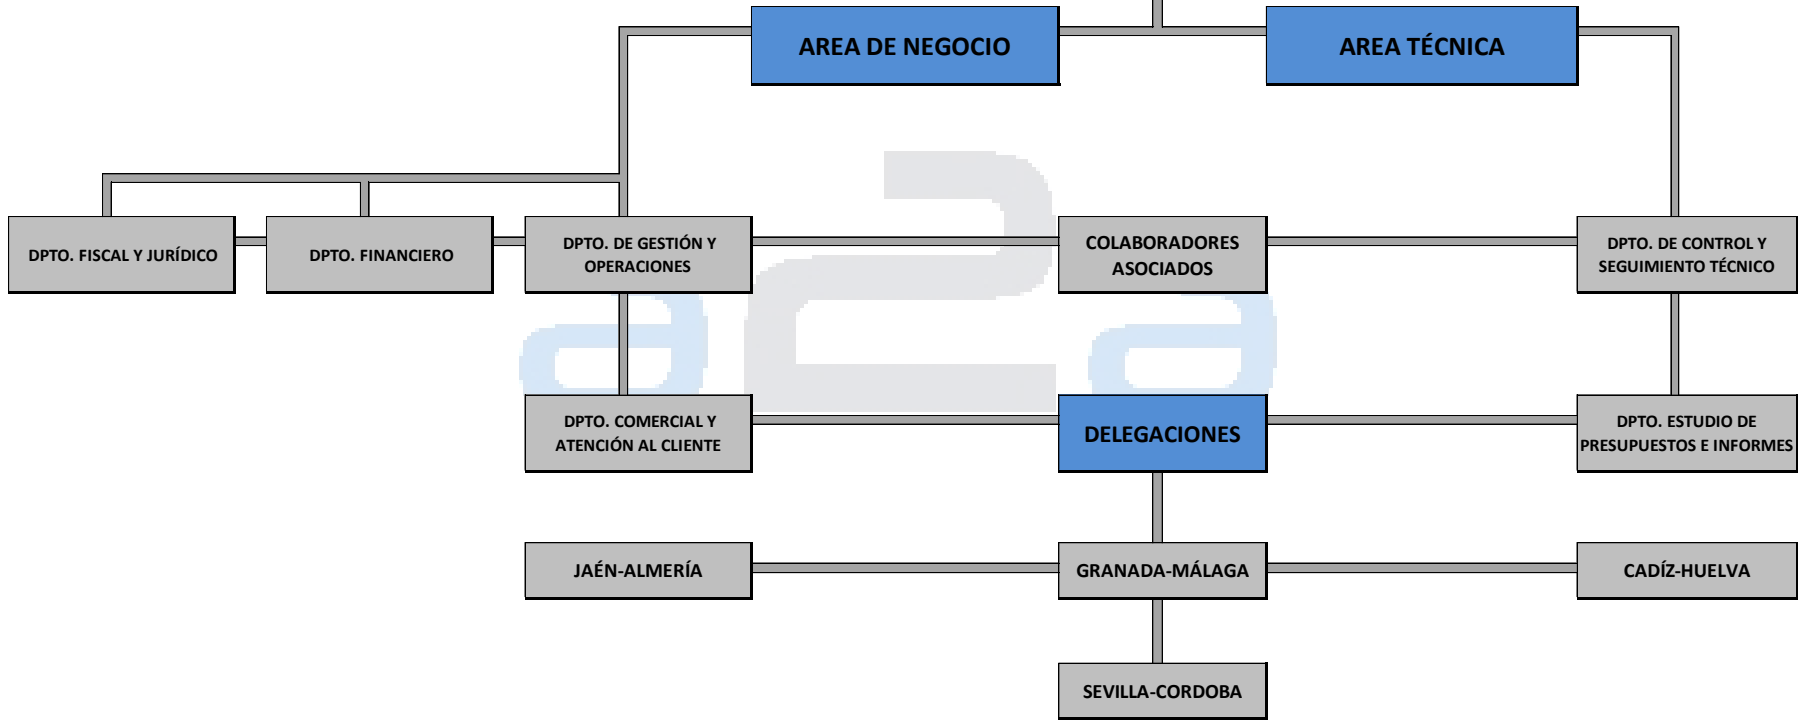 AREA DE NEGOCIO
AREA TÉCNICA
DPTO. FISCAL Y JURÍDICO
DPTO. FINANCIERO
DPTO. DE GESTIÓN Y
OPERACIONES
COLABORADORES
ASOCIADOS
DPTO. DE CONTROL Y
SEGUIMIENTO TÉCNICO
a2a
DPTO. COMERCIAL Y
ATENCIÓN AL CLIENTE
DELEGACIONES
DPTO. ESTUDIO DE
PRESUPUESTOS E INFORMES
JAÉN-ALMERÍA
GRANADA-MÁLAGA
CADÍZ-HUELVA
SEVILLA-CORDOBA